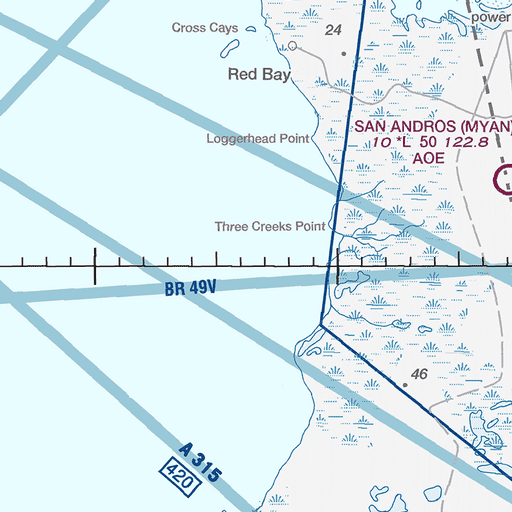 power
Cross Cays
24
Red Bay
SAN ANDROS (MYAN)
Loggerhead Point
10 *L 50 122.8
AOE
Three Creeks Point
BR 49V
46
A 315
420